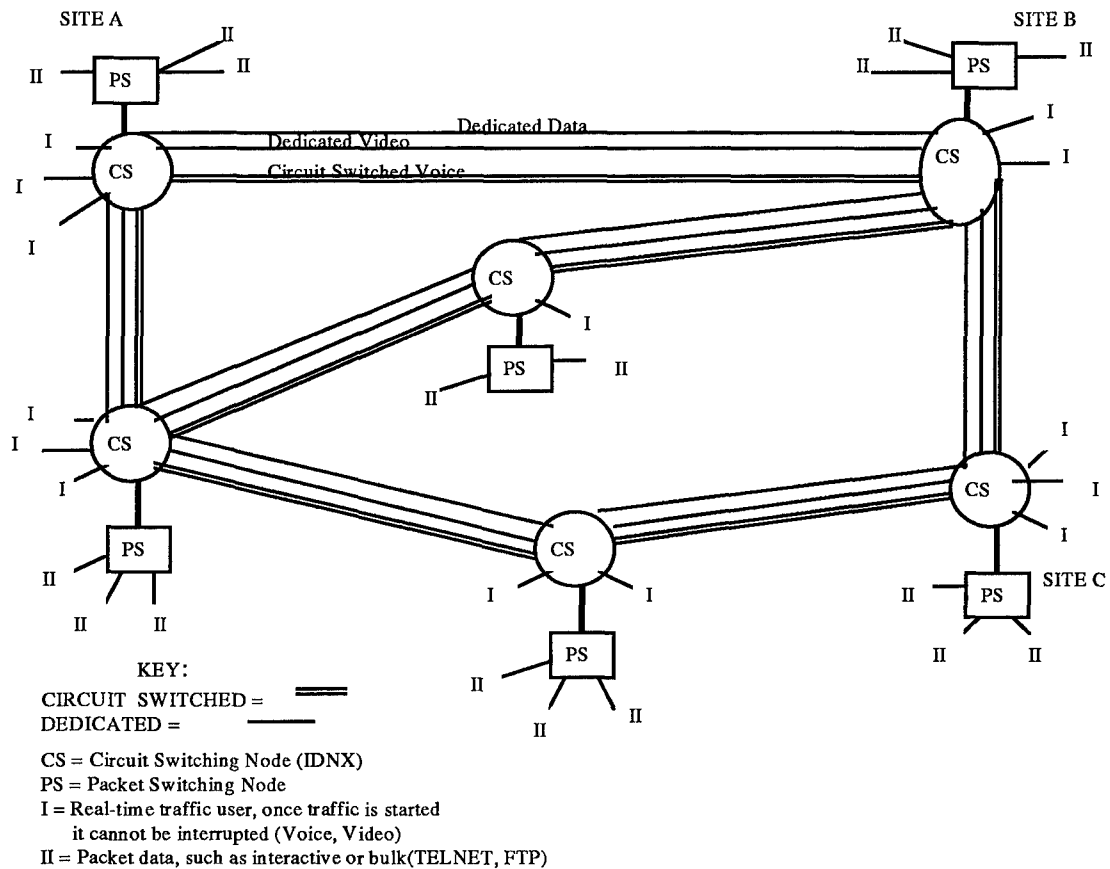 SITE A
SITE B
II
II
II
PS
II
II
II
PS
I
I
I
CS
Dedicated Data
Dedicated Video
Circuit Switched Voice
CS
I
I
CS
I
PS
II
II
I
I
I
CS
PS
II
II
II
CS
I
I
PS
II
II
II
I
I
I
CS
PS
SITE C
II
II
II
KEY:
CIRCUIT SWITCHED =
DEDICATED =
CS = Circuit Switching Node (IDNX)
PS = Packet Switching Node
I = Real-time traffic user, once traffic is started
it cannot be interrupted (Voice, Video)
II = Packet data, such as interactive or bulk(TELNET, FTP)